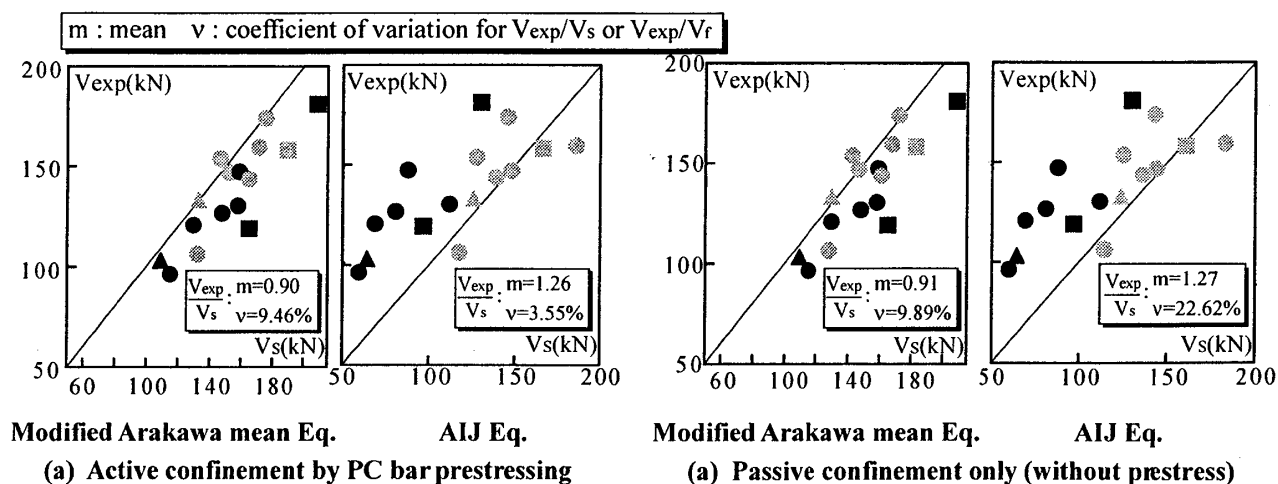 m : mean ν : coefficient of variation for Vexp/Vs or Vexp/Vf
200
150
100
50
Vexp(kN)
Vexp/Vs : m=0.90
ν=9.46%
Vs(kN)
60 100 140 180
Vexp(kN)
Vexp/Vs : m=1.26
ν=3.55%
Vs(kN)
50 100 150 200
200
150
100
50
Vexp(kN)
Vexp/Vs : m=0.91
ν=9.89%
Vs(kN)
60 100 140 180
Vexp(kN)
Vexp/Vs : m=1.27
ν=22.62%
Vs(kN)
50 100 150 200
Modified Arakawa mean Eq. AIJ Eq. Modified Arakawa mean Eq. AIJ Eq.
(a) Active confinement by PC bar prestressing (a) Passive confinement only (without prestress)